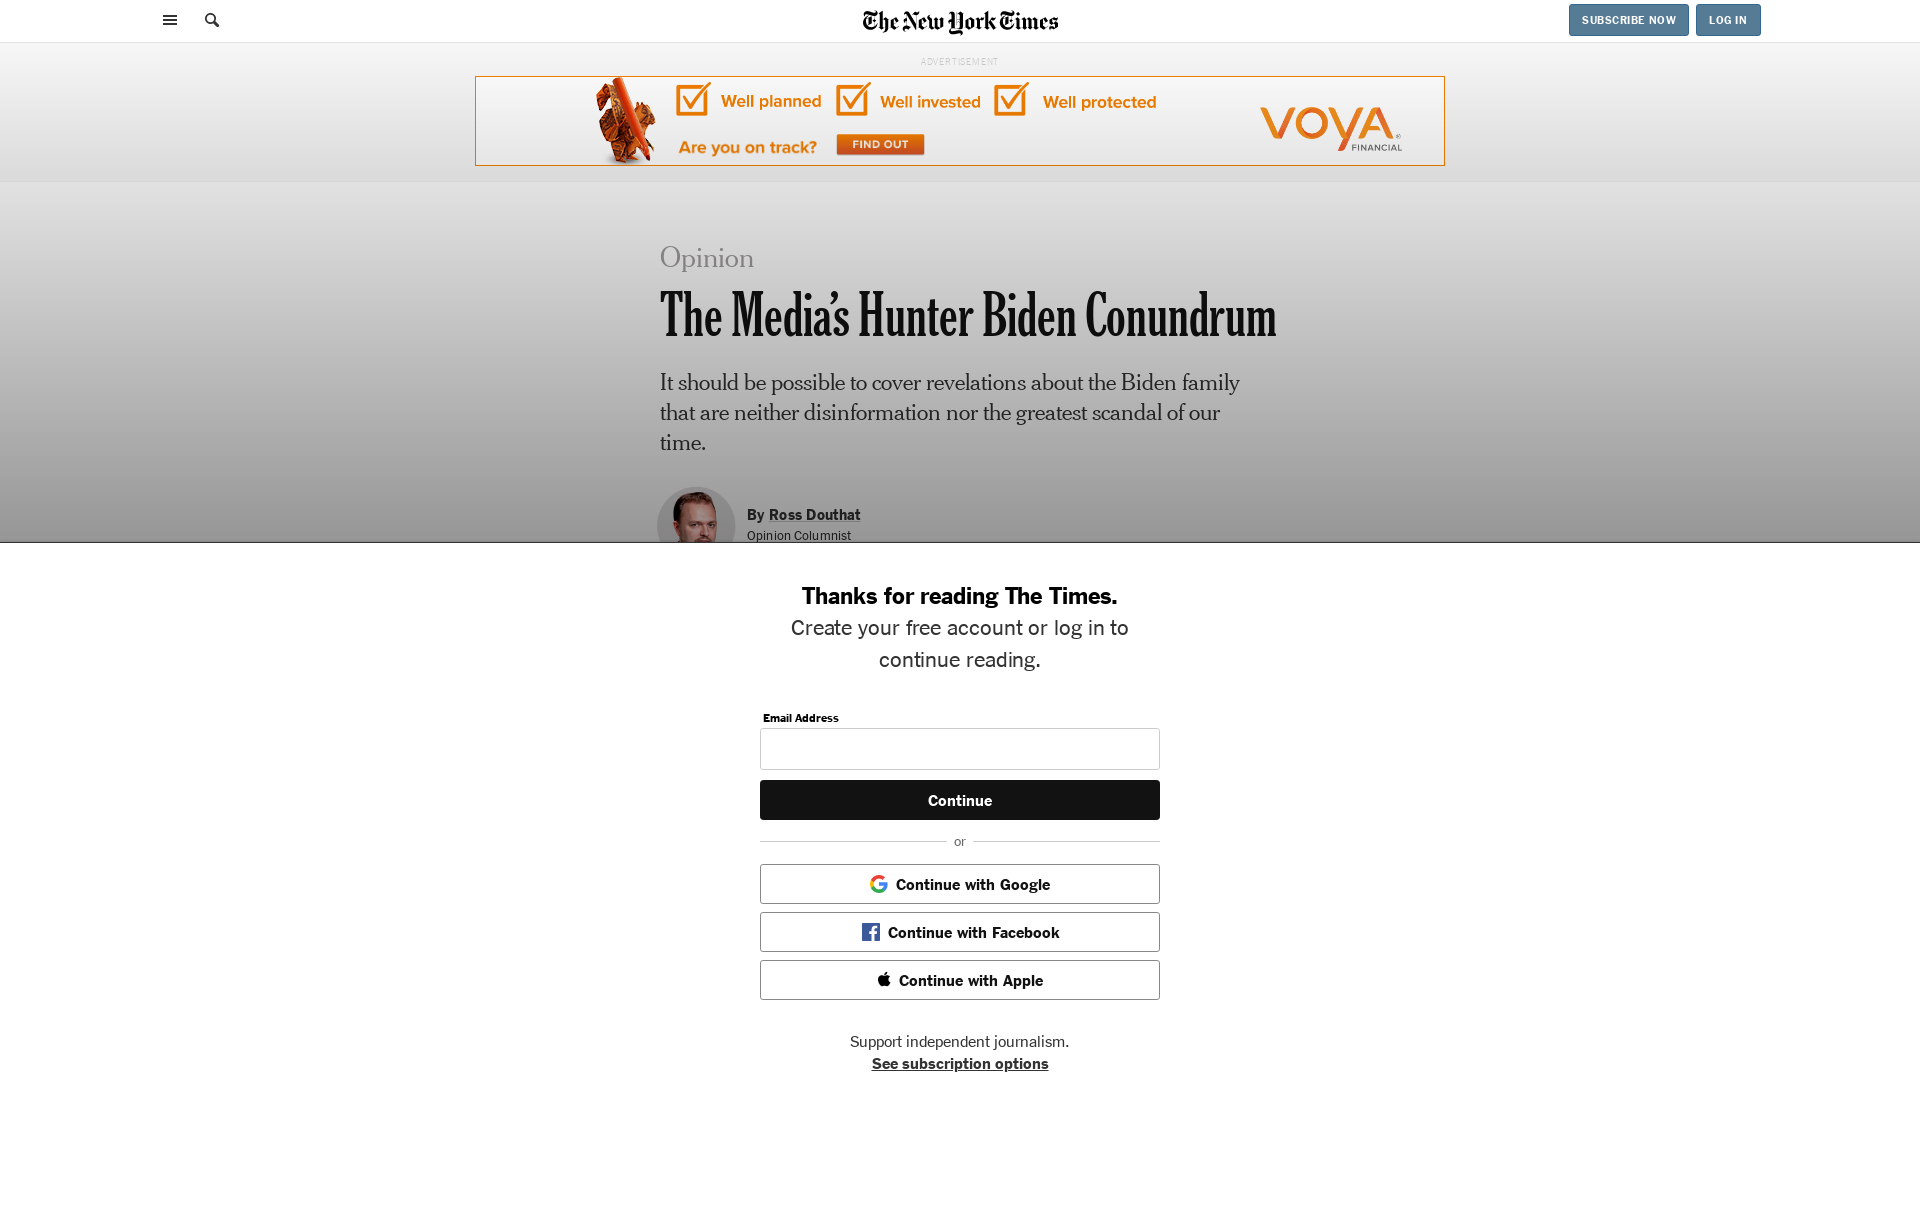 The New York Times
SUBSCRIBE NOW
LOG IN
ADVERTISEMENT
Well planned
Well invested
Well protected
Are you on track?
FIND OUT
VOYA
FINANCIAL
Opinion
The Media’s Hunter Biden Conundrum
It should be possible to cover revelations about the Biden family
that are neither disinformation nor the greatest scandal of our
time.
By Ross Douthat
Opinion Columnist
Thanks for reading The Times.
Create your free account or log in to
continue reading.
Email Address
Continue
or
Continue with Google
Continue with Facebook
Continue with Apple
Support independent journalism.
See subscription options